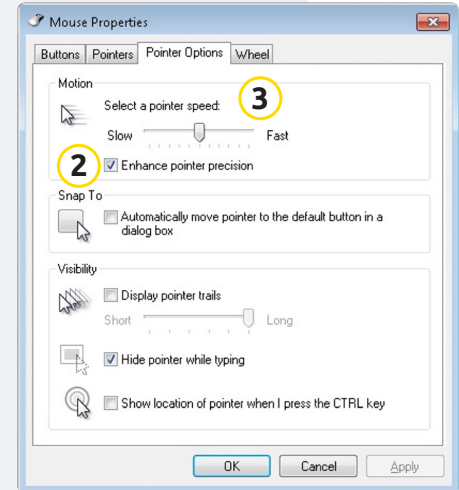 Mouse Properties
Buttons Pointers Pointer Options Wheel
Motion
Select a pointer speed:
3
Slow Fast
2
Enhance pointer precision
Snap To
Automatically move pointer to the default button in a
dialog box
Visibility
Display pointer trails
Short Long
Hide pointer while typing
Show location of pointer when I press the CTRL key
OK Cancel Apply